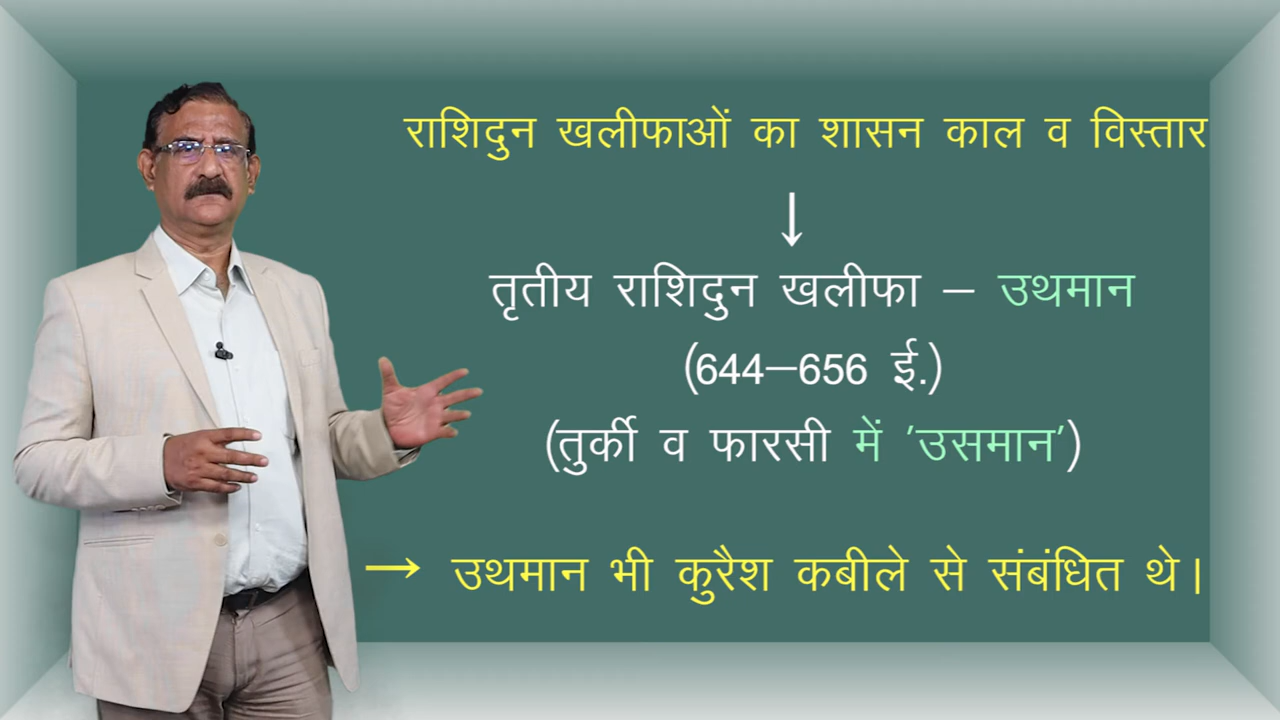 राशिदुन खलीफाओं का शासन काल व विस्तार
↓
तृतीय राशिदुन खलीफा – उथमान
(644–656 ई.)
(तुर्की व फारसी में 'उसमान')
→ उथमान भी कुरैश कबीले से संबंधित थे।